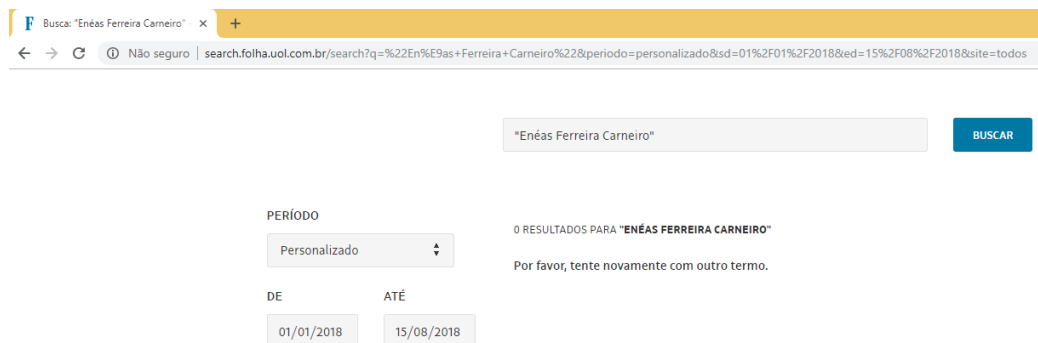 F Busca: "Enéas Ferreira Carneiro" - × +
Não seguro | search.folha.uol.com.br/search?q=%22En%E9as+Ferreira+Carneiro%22&periodo=personalizado&sd=01%2F01%2F2018&ed=15%2F08%2F2018&site=todos
"Enéas Ferreira Carneiro" BUSCAR
PERÍODO
0 RESULTADOS PARA "ENÉAS FERREIRA CARNEIRO"
Personalizado
Por favor, tente novamente com outro termo.
DE ATÉ
01/01/2018 15/08/2018